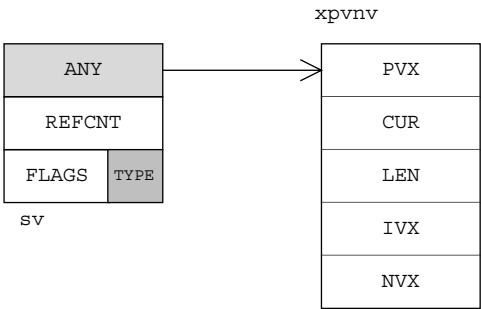 xpvnv
ANY
REFCNT
FLAGS TYPE
sv
PVX
CUR
LEN
IVX
NVX